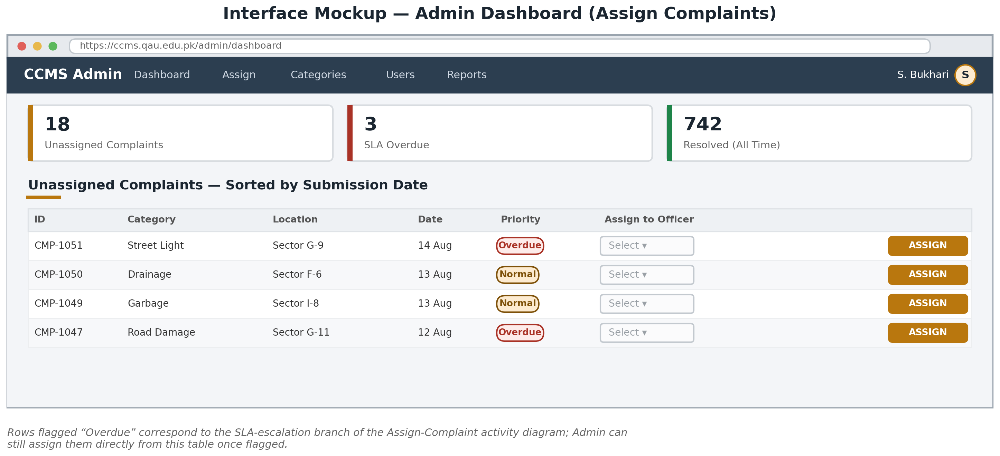 Interface Mockup — Admin Dashboard (Assign Complaints)
https://ccms.qau.edu.pk/admin/dashboard
CCMS Admin Dashboard Assign Categories Users Reports S. Bukhari S
18
Unassigned Complaints
3
SLA Overdue
742
Resolved (All Time)
Unassigned Complaints — Sorted by Submission Date
ID Category Location Date Priority Assign to Officer
CMP-1051 Street Light Sector G-9 14 Aug Overdue Select ▾ ASSIGN
CMP-1050 Drainage Sector F-6 13 Aug Normal Select ▾ ASSIGN
CMP-1049 Garbage Sector I-8 13 Aug Normal Select ▾ ASSIGN
CMP-1047 Road Damage Sector G-11 12 Aug Overdue Select ▾ ASSIGN
Rows flagged “Overdue” correspond to the SLA-escalation branch of the Assign-Complaint activity diagram; Admin can
still assign them directly from this table once flagged.